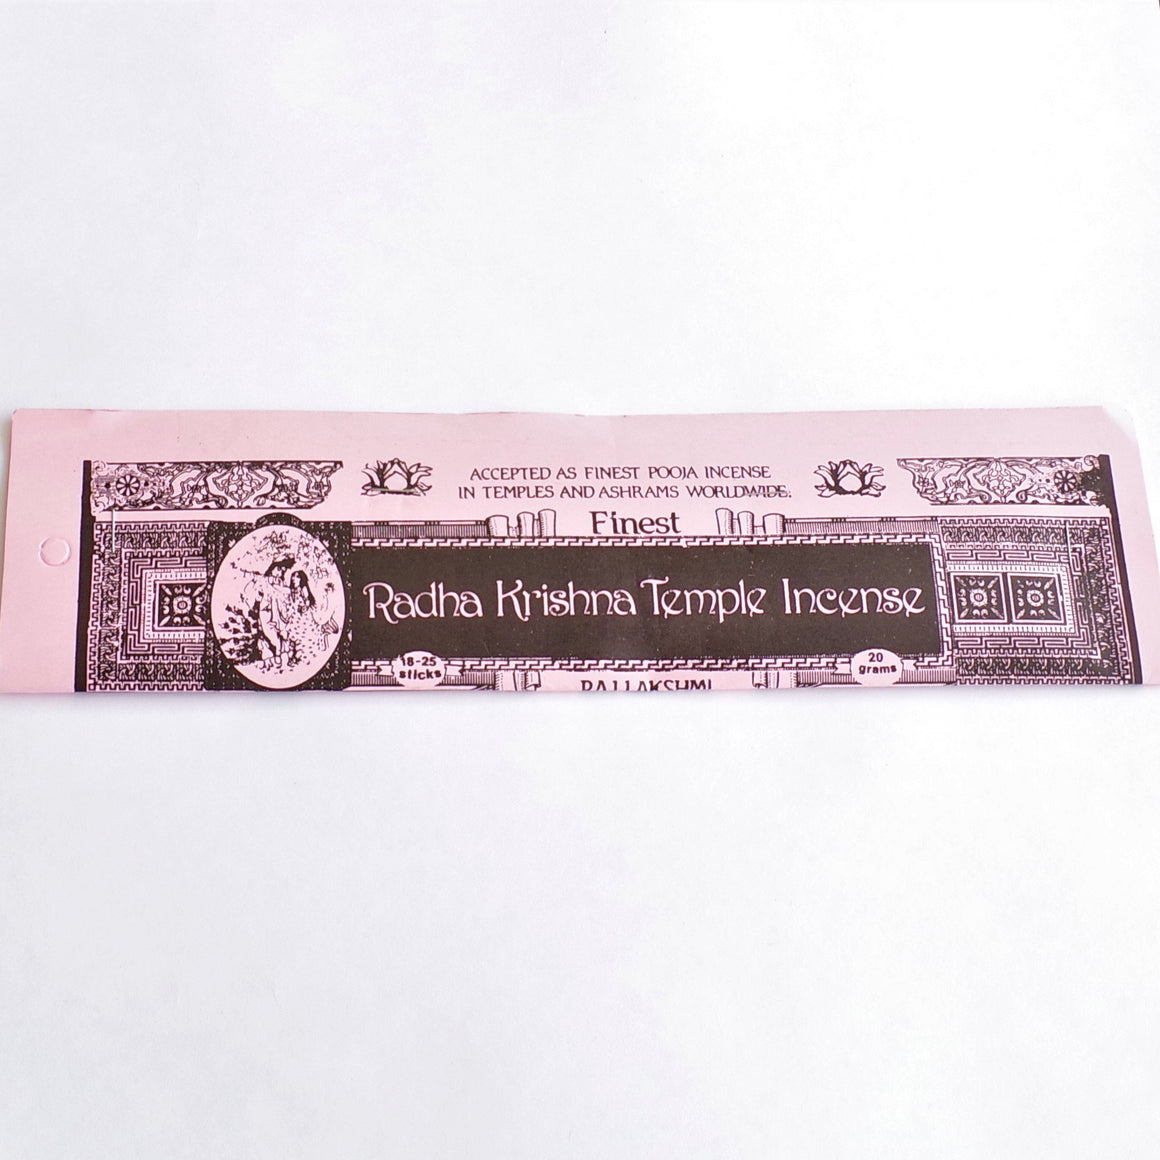 ACCEPTED AS FINEST POOJA INCENSE
IN TEMPLES AND ASHRAMS WORLDWIDE.
Finest
Radha Krishna Temple Incense
18-25
sticks
20
grams